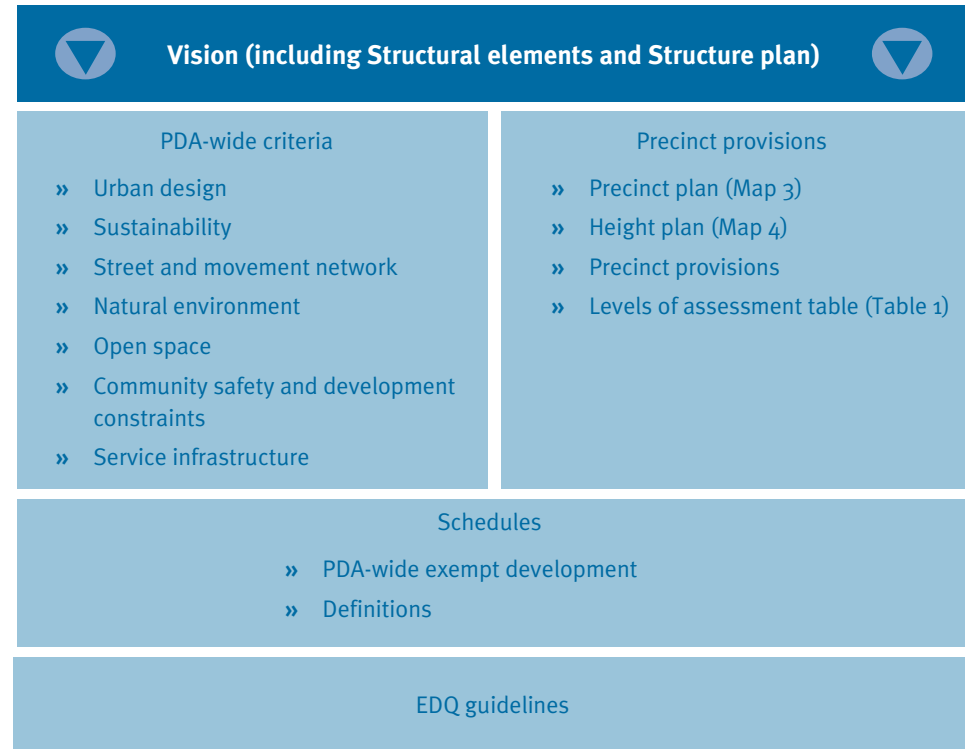 Vision (including Structural elements and Structure plan)
PDA-wide criteria
» Urban design
» Sustainability
» Street and movement network
» Natural environment
» Open space
» Community safety and development
constraints
» Service infrastructure
Precinct provisions
» Precinct plan (Map 3)
» Height plan (Map 4)
» Precinct provisions
» Levels of assessment table (Table 1)
Schedules
» PDA-wide exempt development
» Definitions
EDQ guidelines